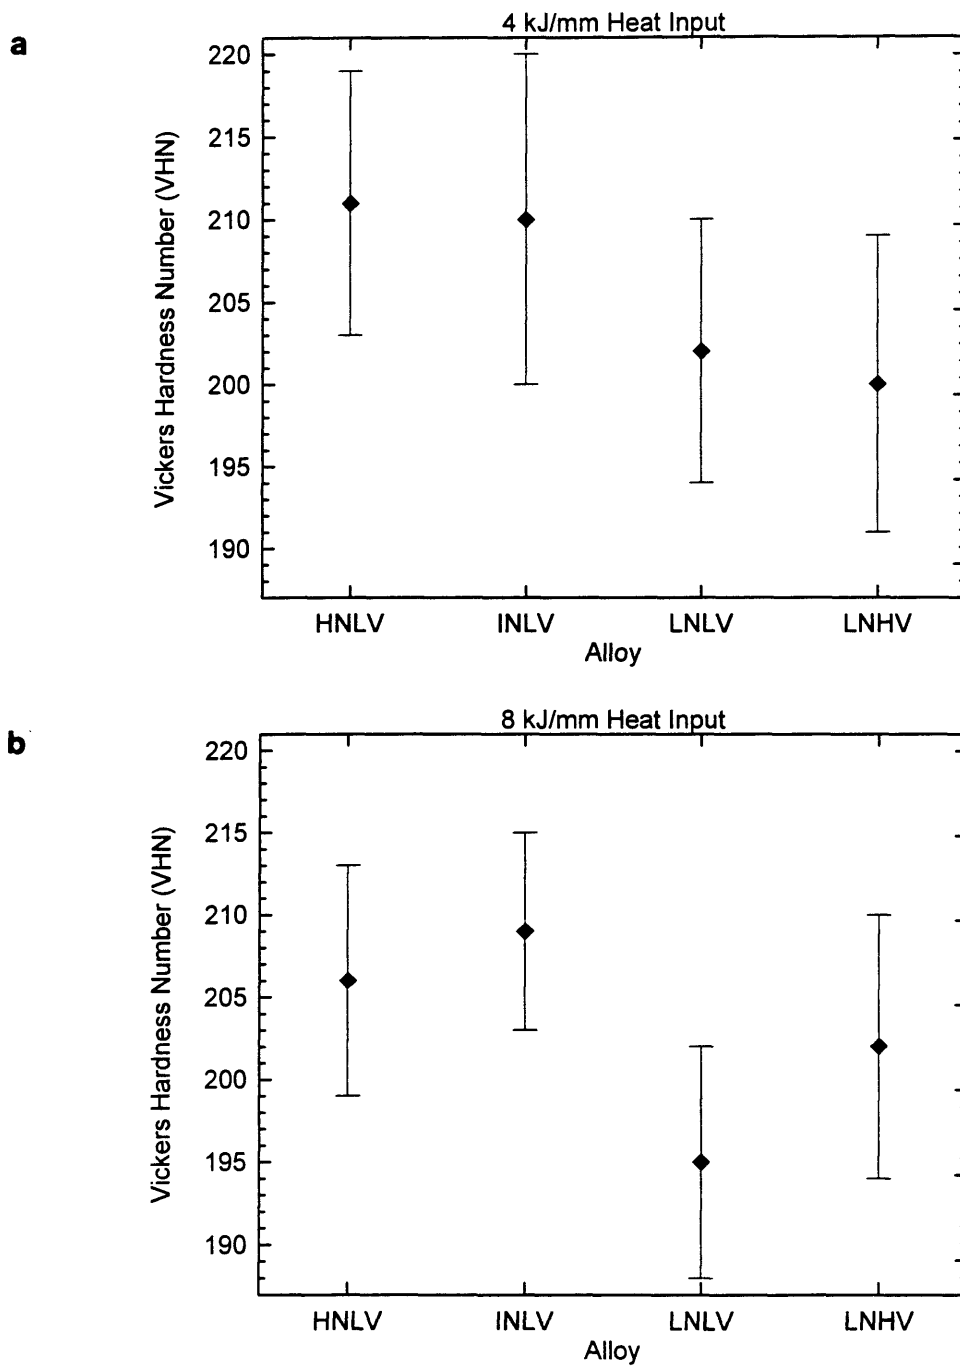 a
4 kJ/mm Heat Input
220
215
210
205
200
195
190
Vickers Hardness Number (VHN)
HNLV INLV LNLV LNHV
Alloy
b
8 kJ/mm Heat Input
220
215
210
205
200
195
190
Vickers Hardness Number (VHN)
HNLV INLV LNLV LNHV
Alloy